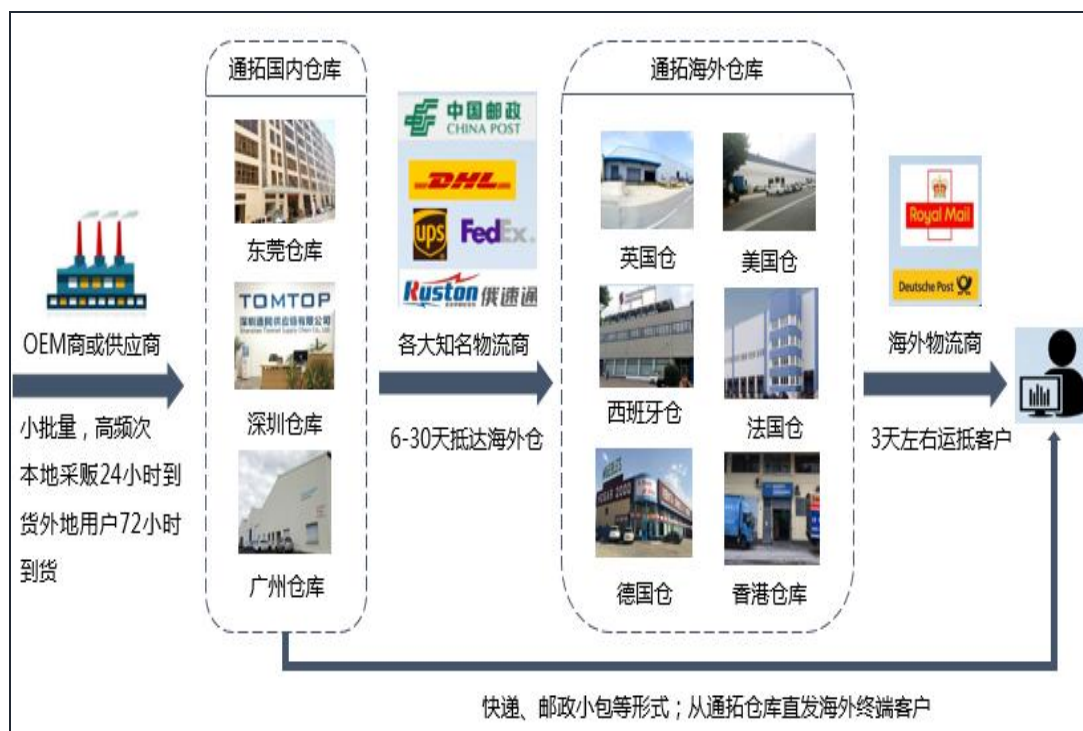 通拓国内仓库
东莞仓库
TOMTOP
深圳通网供应链有限公司
Shenzhen Tomnet Supply Chain Co., Ltd
深圳仓库
广州仓库
OEM商或供应商
小批量，高频次
本地采贩24小时到
货外地用户72小时
到货
中国邮政
CHINA POST
DHL
ups
FedEx
Ruston 俄速通
各大知名物流商
6-30天抵达海外仓
通拓海外仓库
英国仓
美国仓
西班牙仓
法国仓
德国仓
香港仓库
Royal Mail
Deutsche Post
海外物流商
3天左右运抵客户
快递、邮政小包等形式；从通拓仓库直发海外终端客户